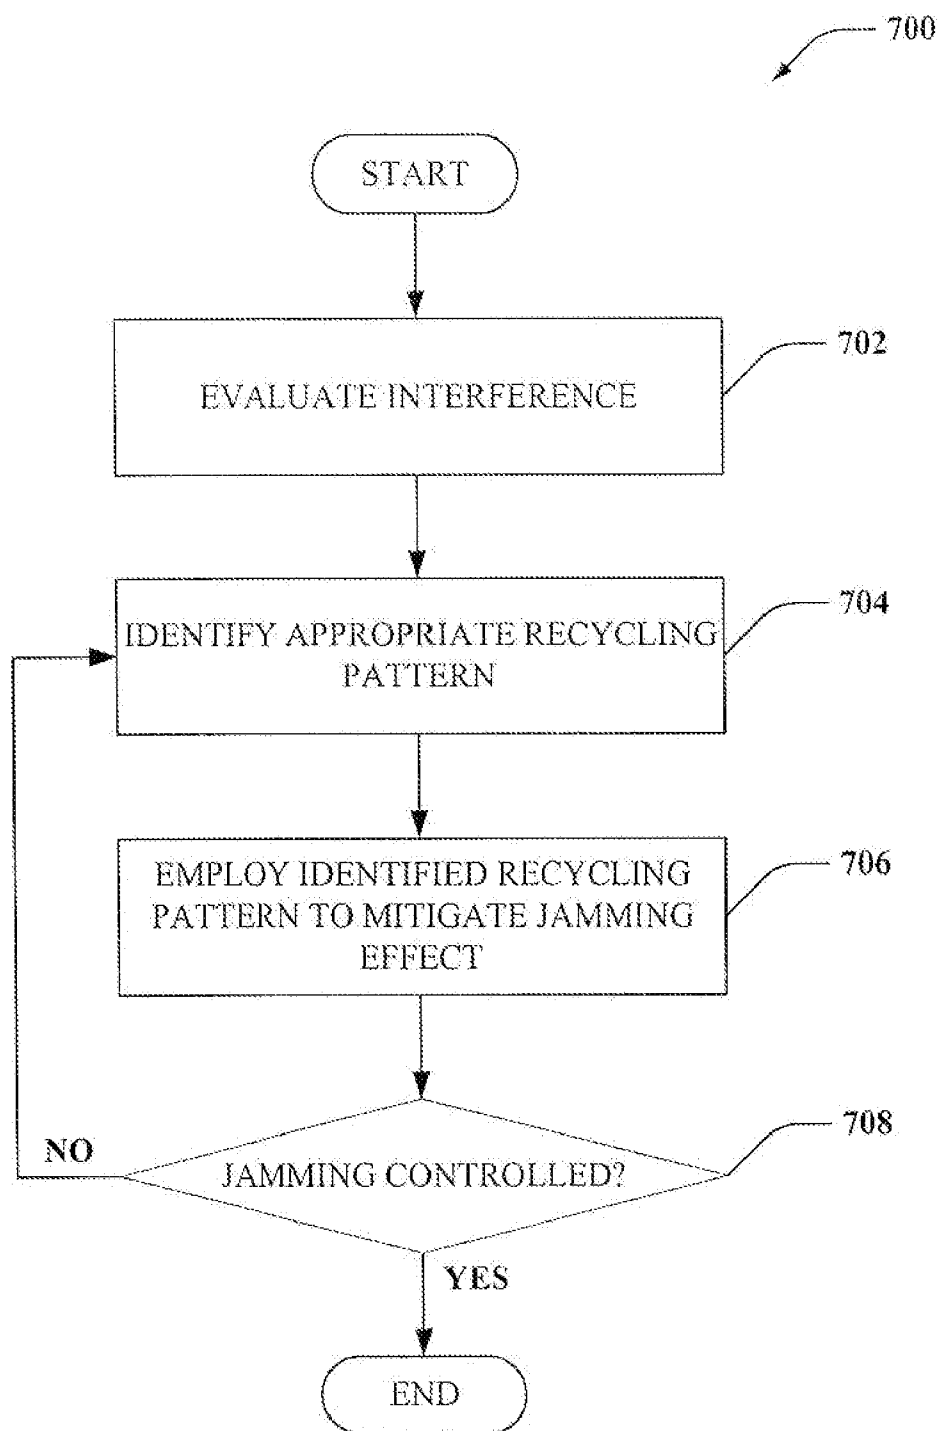 700
START
702
EVALUATE INTERFERENCE
704
IDENTIFY APPROPRIATE RECYCLING
PATTERN
706
EMPLOY IDENTIFIED RECYCLING
PATTERN TO MITIGATE JAMMING
EFFECT
708
NO
JAMMING CONTROLLED?
YES
END